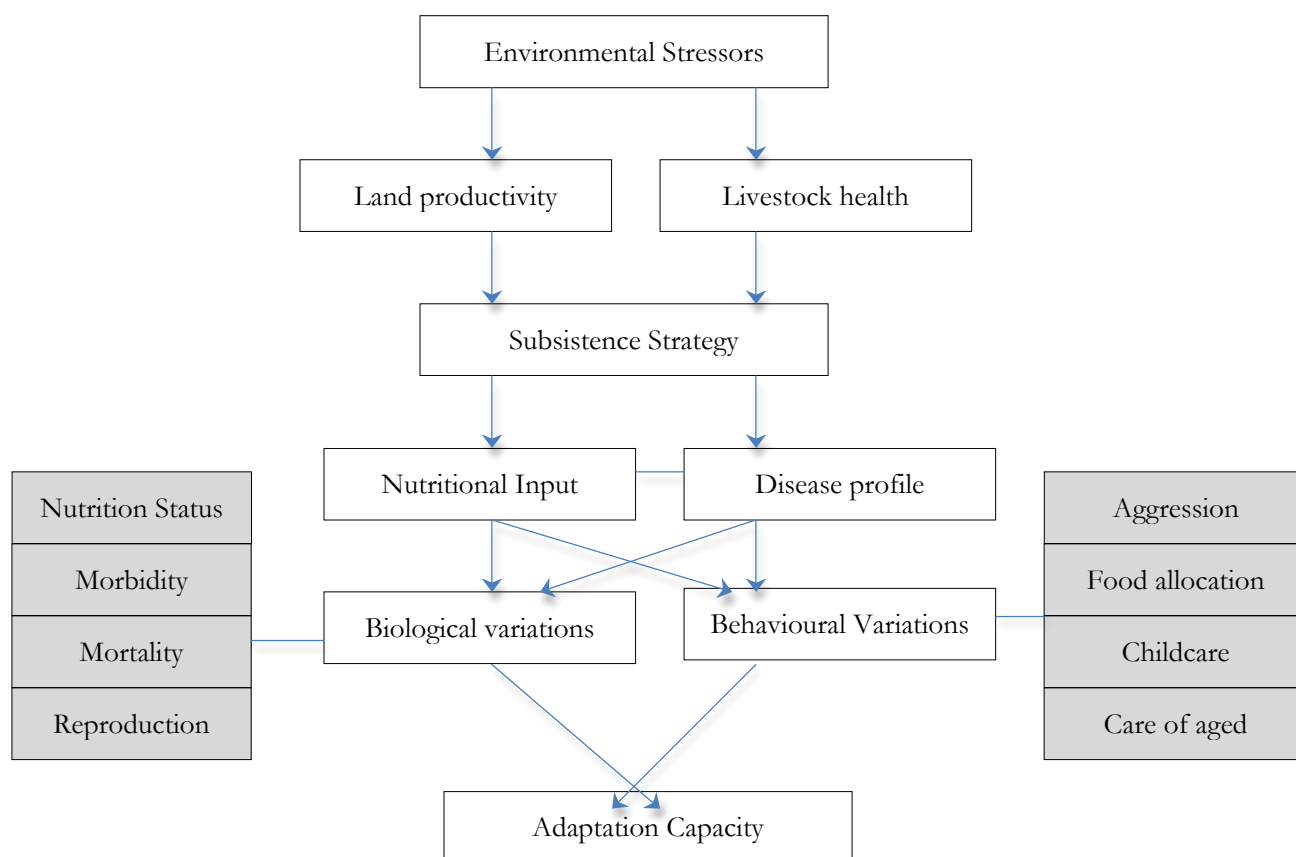 Environmental Stressors
Land productivity
Livestock health
Subsistence Strategy
Nutritional Input
Disease profile
Nutrition Status
Morbidity
Mortality
Reproduction
Aggression
Food allocation
Childcare
Care of aged
Biological variations
Behavioural Variations
Adaptation Capacity